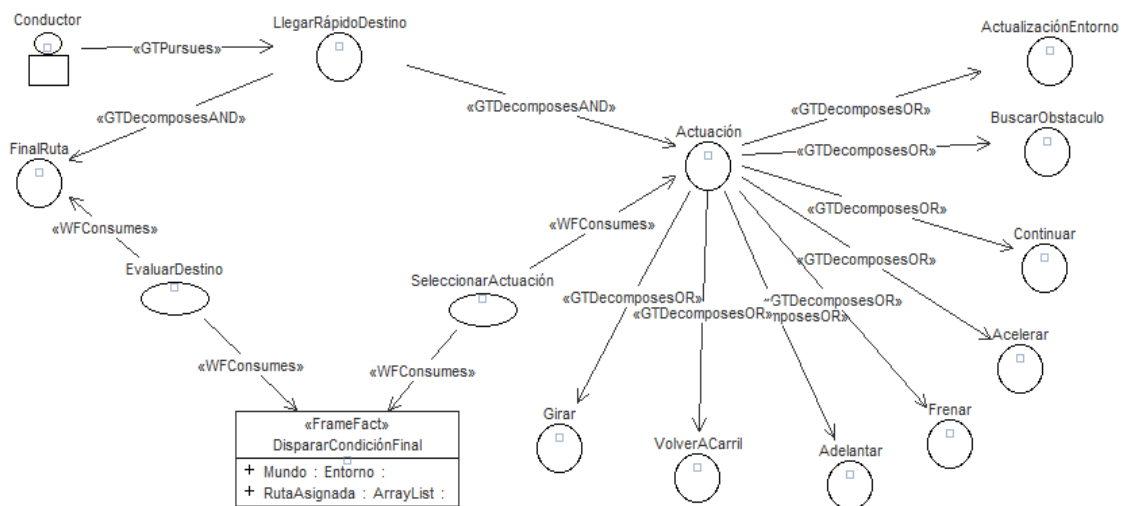 Conductor
LlegarRápidoDestino
ActualizaciónEntorno
«GTPursues»
«GTDecomposesAND»
«GTDecomposesAND»
«GTDecomposesOR»
BuscarObstaculo
Actuación
«GTDecomposesOR»
FinalRuta
«GTDecomposesOR»
«WFConsumes»
«WFConsumes»
Continuar
«GTDecomposesOR»
EvaluarDestino
SeleccionarActuación
«GTDecomposesOR»
«GTDecomposesOR»
«GTDecomposesOR»
mposesOR»
Acelerar
«WFConsumes»
«WFConsumes»
«FrameFact»
DispararCondiciónFinal
+ Mundo : Entorno :
+ RutaAsignada : ArrayList :
Girar
VolverACarril
Adelantar
Frenar